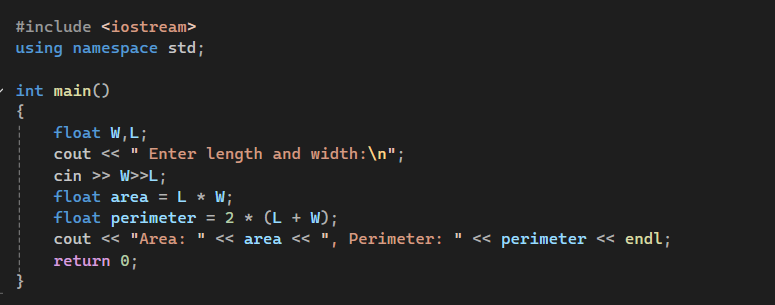 #include <iostream>
using namespace std;
int main()
{
float W,L;
cout << " Enter length and width:\n";
cin >> W>>L;
float area = L * W;
float perimeter = 2 * (L + W);
cout << "Area: " << area << ", Perimeter: " << perimeter << endl;
return 0;
}